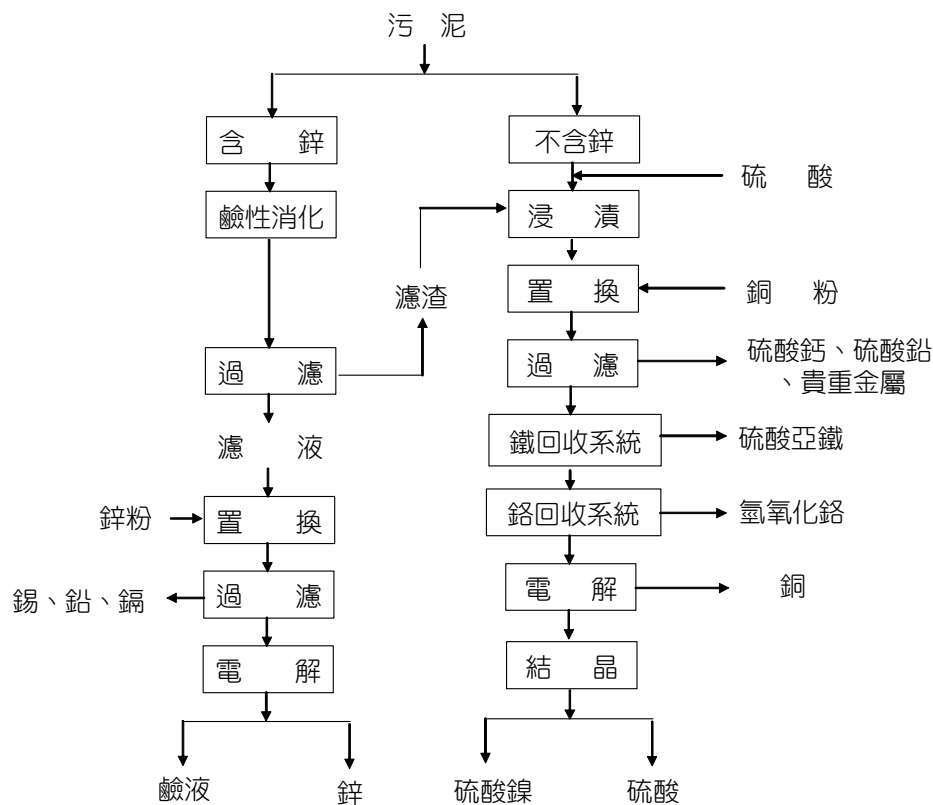 污 泥
含 鋅
不含鋅
硫 酸
鹼性消化
浸 漬
濾渣
置 換
銅 粉
過 濾
過 濾
硫酸鈣、硫酸鉛
、貴重金屬
濾 液
鐵回收系統
硫酸亞鐵
鋅粉
置 換
鉻回收系統
氫氧化鉻
錫、鉛、鎘
過 濾
電 解
銅
電 解
結 晶
鹼液
鋅
硫酸鎳
硫酸